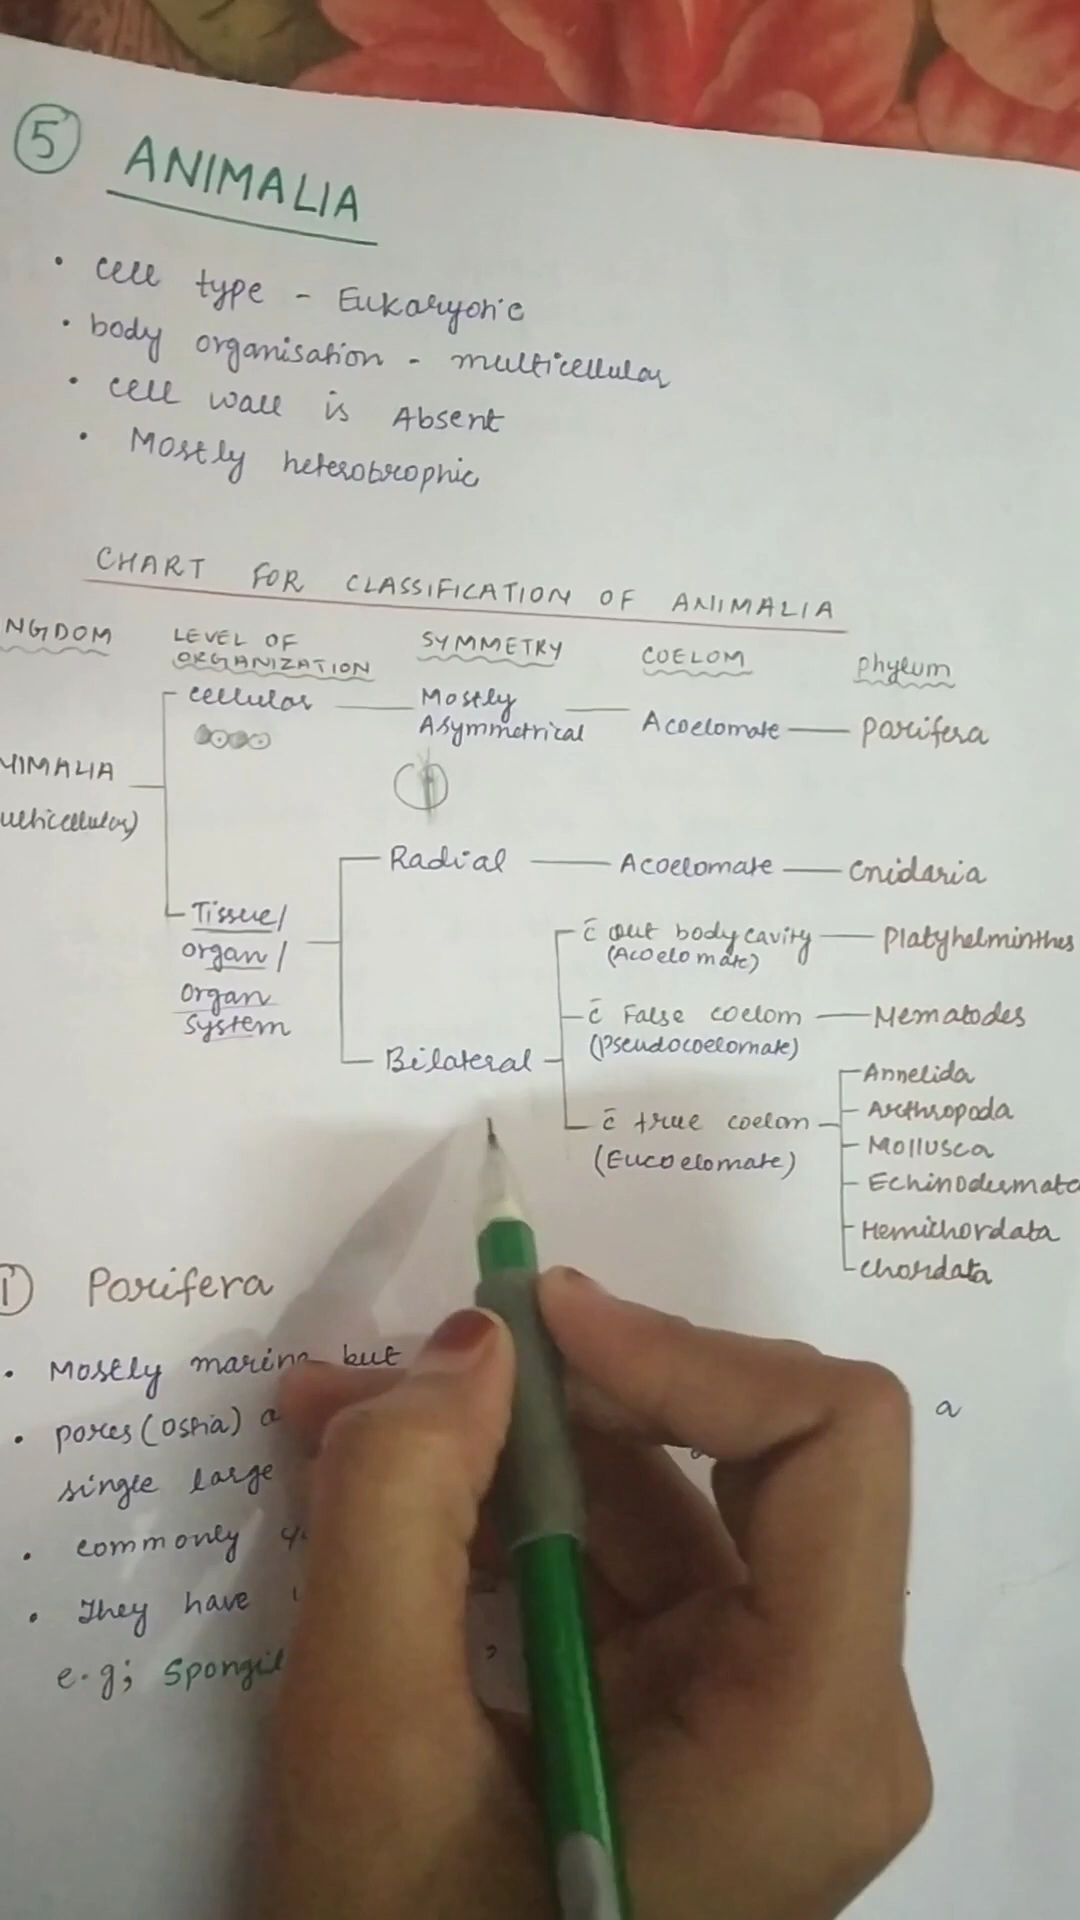 5 ANIMALIA
• cell type - Eukaryotic
• body organisation - multicellular
• cell wall is Absent
• Mostly heterotrophic
CHART FOR CLASSIFICATION OF ANIMALIA
NGDOM LEVEL OF ORGANIZATION SYMMETRY COELOM Phylum
cellular Mostly Asymmetrical Acoelomate Porifera
NIMALIA
ulticellular)
Radial Acoelomate Cnidaria
Tissue/
organ/
organ
system
c̄ out body cavity Platyhelminthes
(Acoelomate)
c̄ False coelom Nematodes
(Pseudocoelomate)
Bilateral
c̄ true coelom
(Eucoelomate)
Annelida
Arthropoda
Mollusca
Echinodermata
Hemichordata
Chordata
1) Porifera
• Mostly marine but
• pores (Ostia) a a
single large
• commonly
• They have
e.g; Spongil